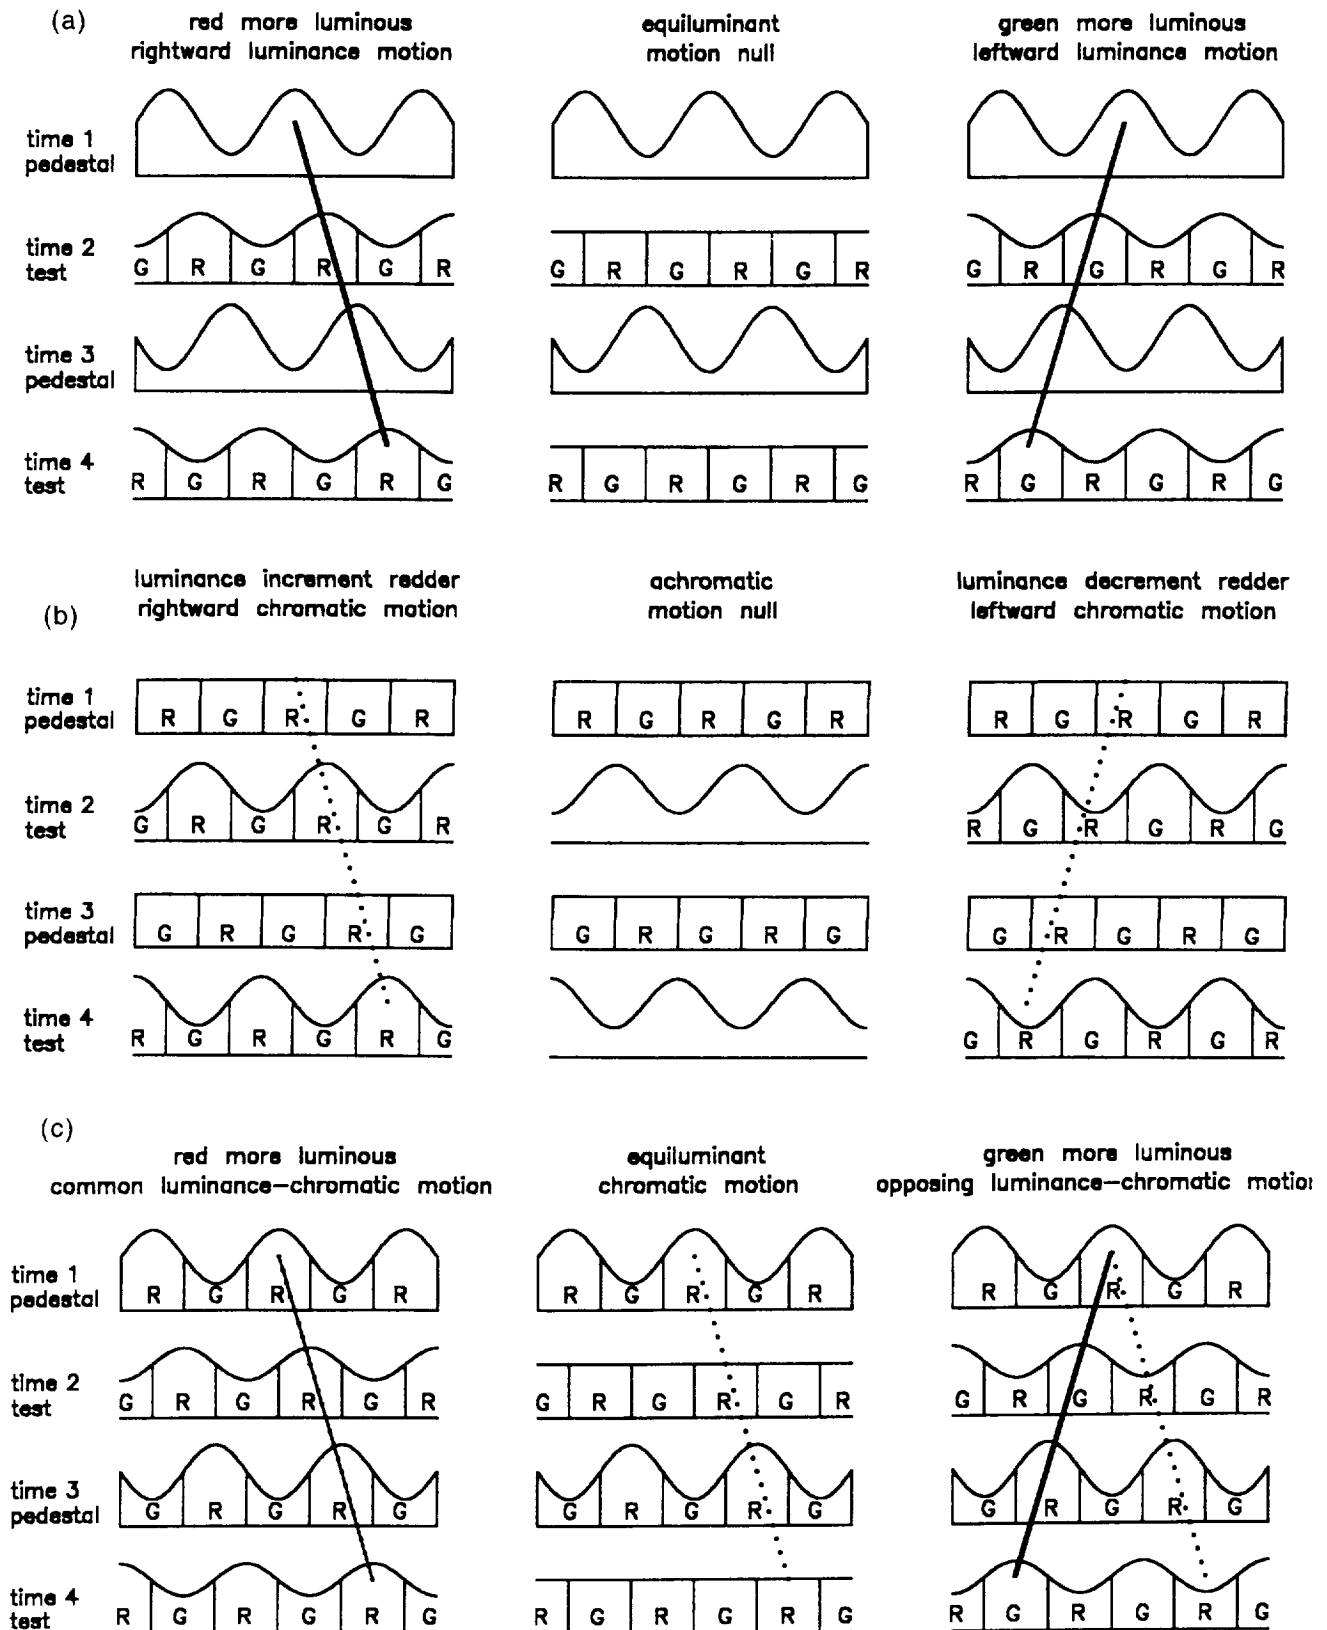 (a)
red more luminous
rightward luminance motion
equiluminant
motion null
green more luminous
leftward luminance motion
time 1
pedestal
time 2
test
G R G R G R
G R G R G R
G R G R G R
time 3
pedestal
time 4
test
R G R G R G
R G R G R G
R G R G R G
(b)
luminance increment redder
rightward chromatic motion
achromatic
motion null
luminance decrement redder
leftward chromatic motion
time 1
pedestal
R G R G R
R G R G R
R G R G R
time 2
test
G R G R G R
R G R G R G
time 3
pedestal
G R G R G
G R G R G
G R G R G
time 4
test
R G R G R G
G R G R G R
(c)
red more luminous
common luminance-chromatic motion
equiluminant
chromatic motion
green more luminous
opposing luminance-chromatic motion
time 1
pedestal
R G R G R
R G R G R
R G R G R
time 2
test
G R G R G R
G R G R G R
G R G R G R
time 3
pedestal
G R G R G
G R G R G
G R G R G
time 4
test
R G R G R G
R G R G R G
R G R G R G